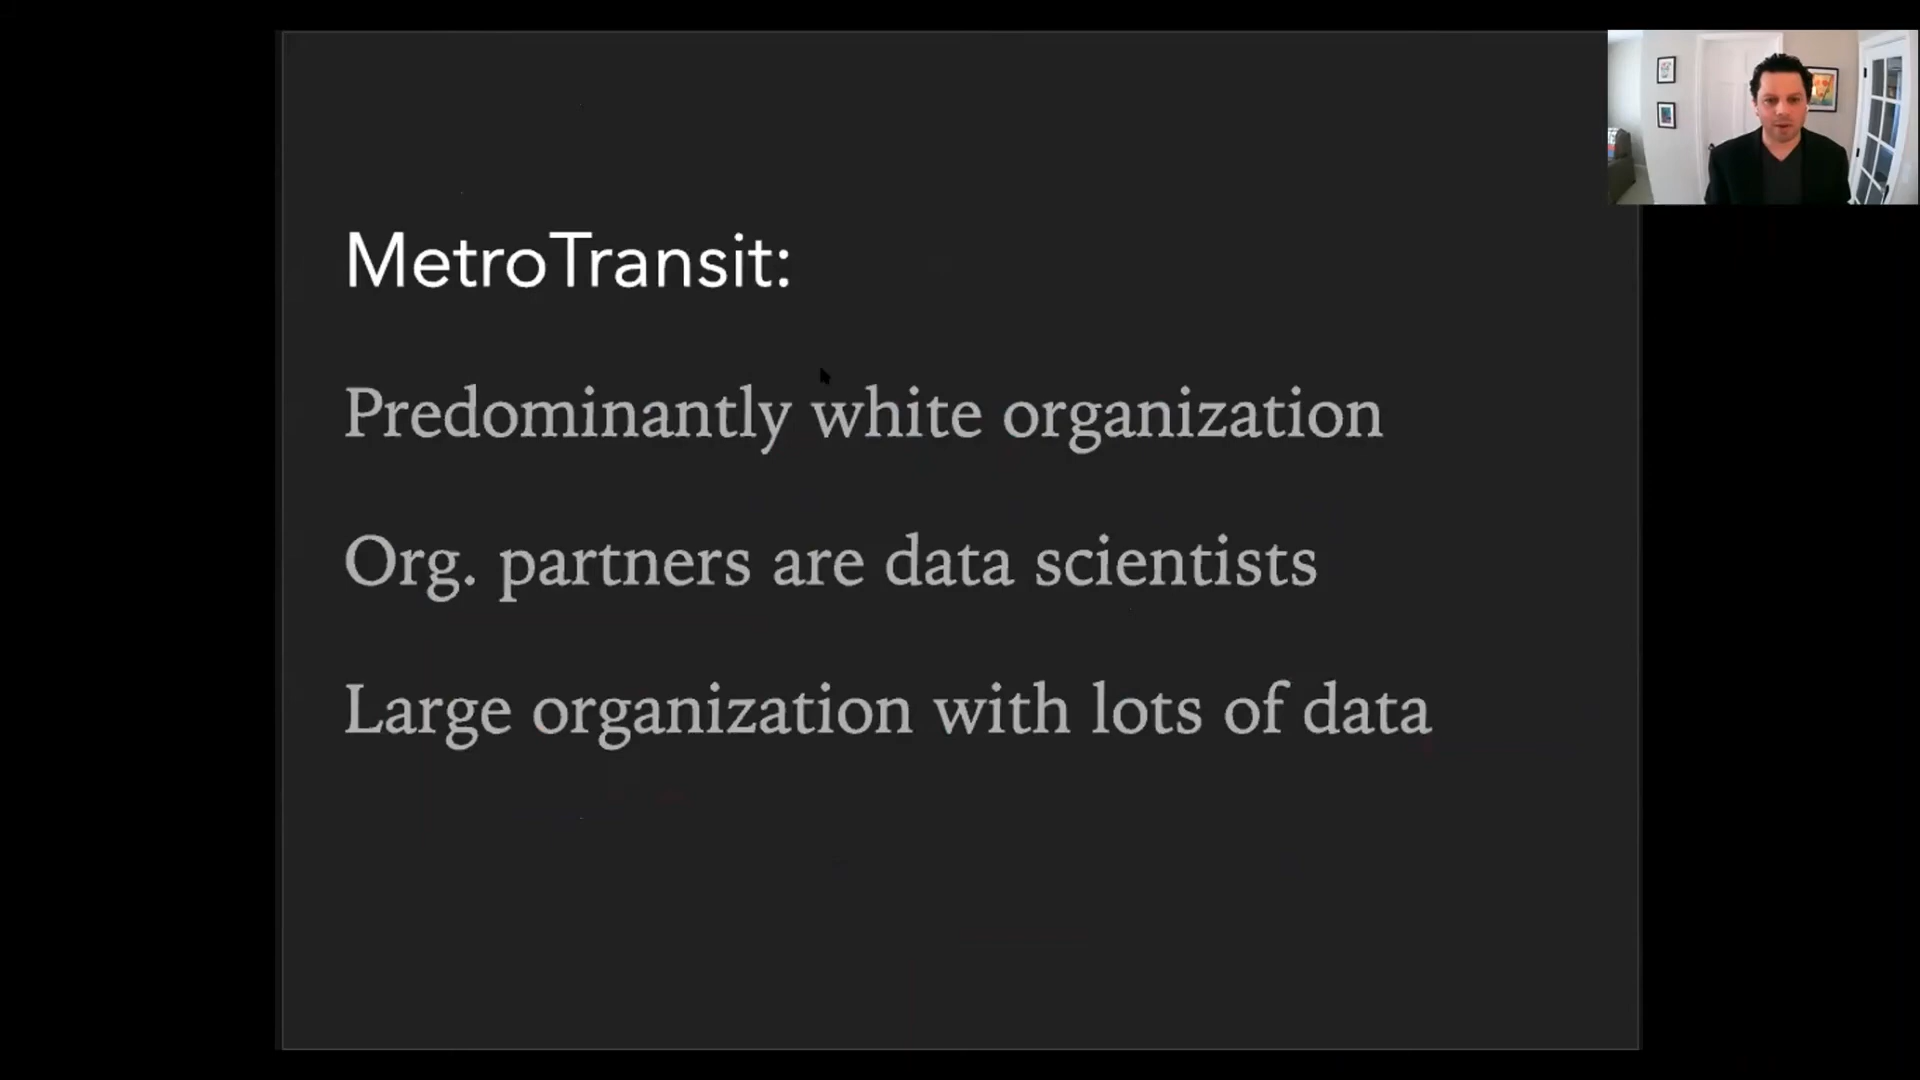 MetroTransit:
Predominantly white organization
Org. partners are data scientists
Large organization with lots of data